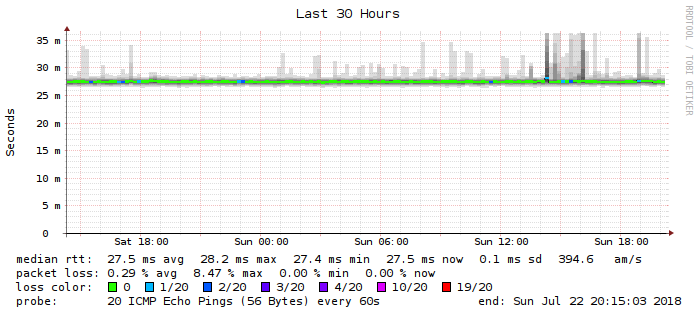 Last 30 Hours
RRDTOOL / TOBI OETIKER
Seconds
35 m
30 m
25 m
20 m
15 m
10 m
5 m
0
Sat 18:00 Sun 00:00 Sun 06:00 Sun 12:00 Sun 18:00
median rtt: 27.5 ms avg 28.2 ms max 27.4 ms min 27.5 ms now 0.1 ms sd 394.6 am/s
packet loss: 0.29 % avg 8.47 % max 0.00 % min 0.00 % now
loss color: 0 1/20 2/20 3/20 4/20 10/20 19/20
probe: 20 ICMP Echo Pings (56 Bytes) every 60s end: Sun Jul 22 20:15:03 2018